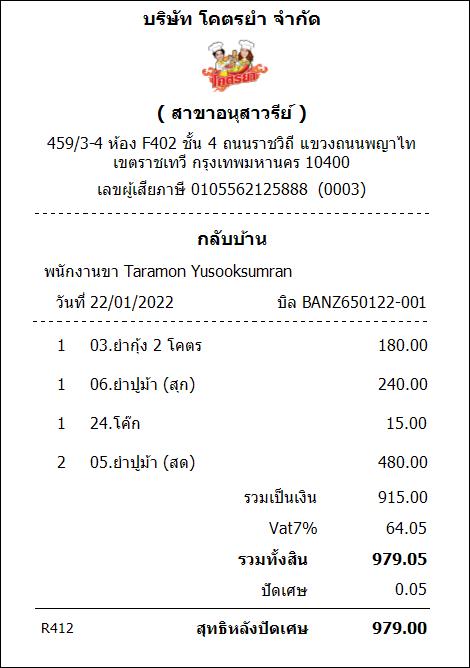 บริษัท โคตรยำ จำกัด
โคตรยำ
( สาขาอนุสาวรีย์ )
459/3-4 ห้อง F402 ชั้น 4 ถนนราชวิถี แขวงถนนพญาไท
เขตราชเทวี กรุงเทพมหานคร 10400
เลขผู้เสียภาษี 0105562125888 (0003)
กลับบ้าน
พนักงานขา Taramon Yusooksumran
วันที่ 22/01/2022 บิล BANZ650122-001
1 03.ยำกุ้ง 2 โคตร 180.00
1 06.ยำปูม้า (สุก) 240.00
1 24.โค๊ก 15.00
2 05.ยำปูม้า (สด) 480.00
รวมเป็นเงิน 915.00
Vat7% 64.05
รวมทั้งสิน 979.05
ปัดเศษ 0.05
R412 สุทธิหลังปัดเศษ 979.00